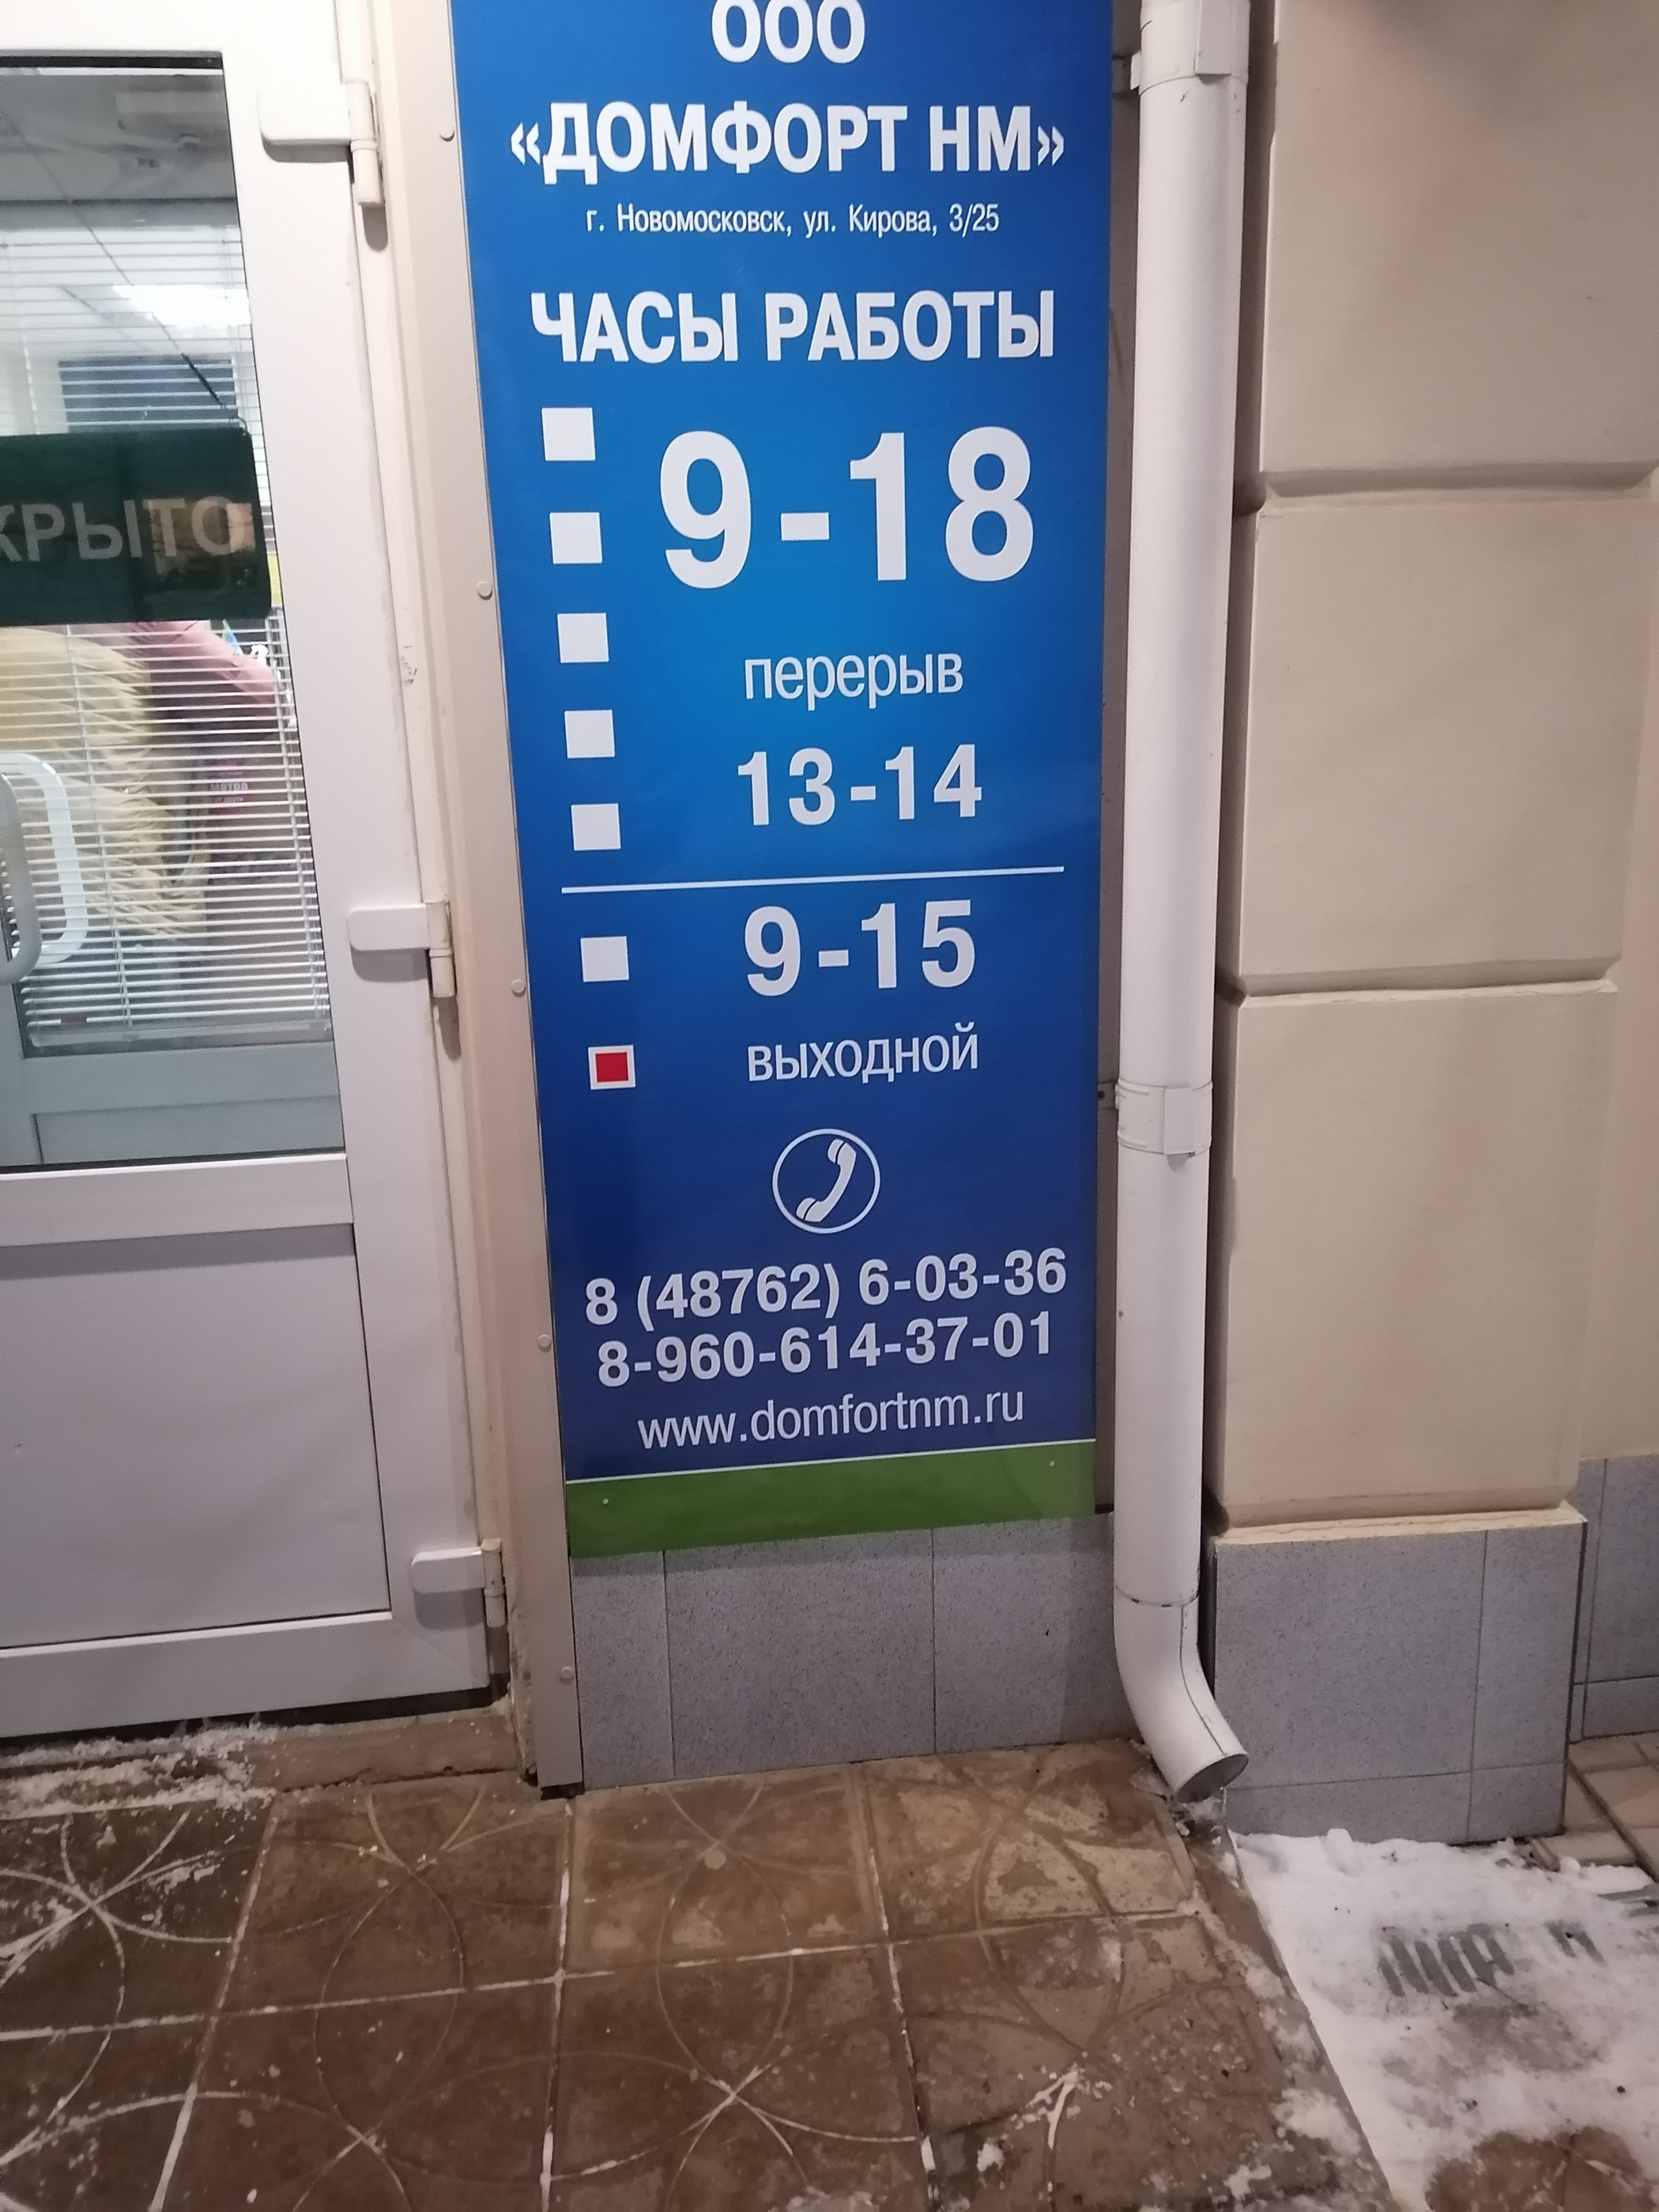 ООО
«ДОМФОРТ НМ»
г. Новомосковск, ул. Кирова, 3/25
ЧАСЫ РАБОТЫ
9-18
перерыв
13-14
9-15
выходной
8 (48762) 6-03-36
8-960-614-37-01
www.domfortnm.ru
КРЫТО